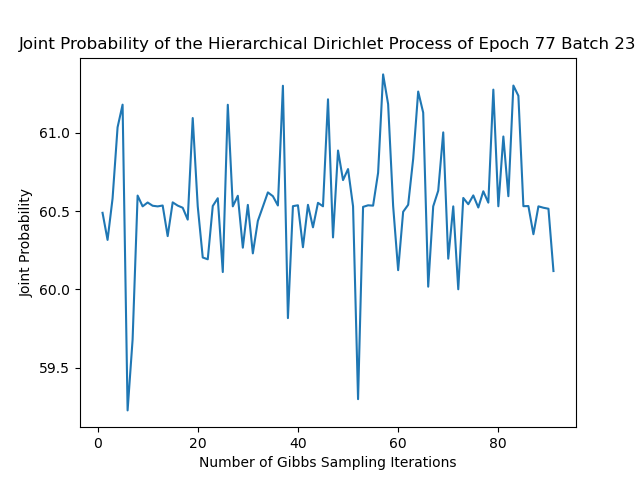 Joint Probability of the Hierarchical Dirichlet Process of Epoch 77 Batch 23
61.0
60.5
60.0
59.5
Joint Probability
0 20 40 60 80
Number of Gibbs Sampling Iterations